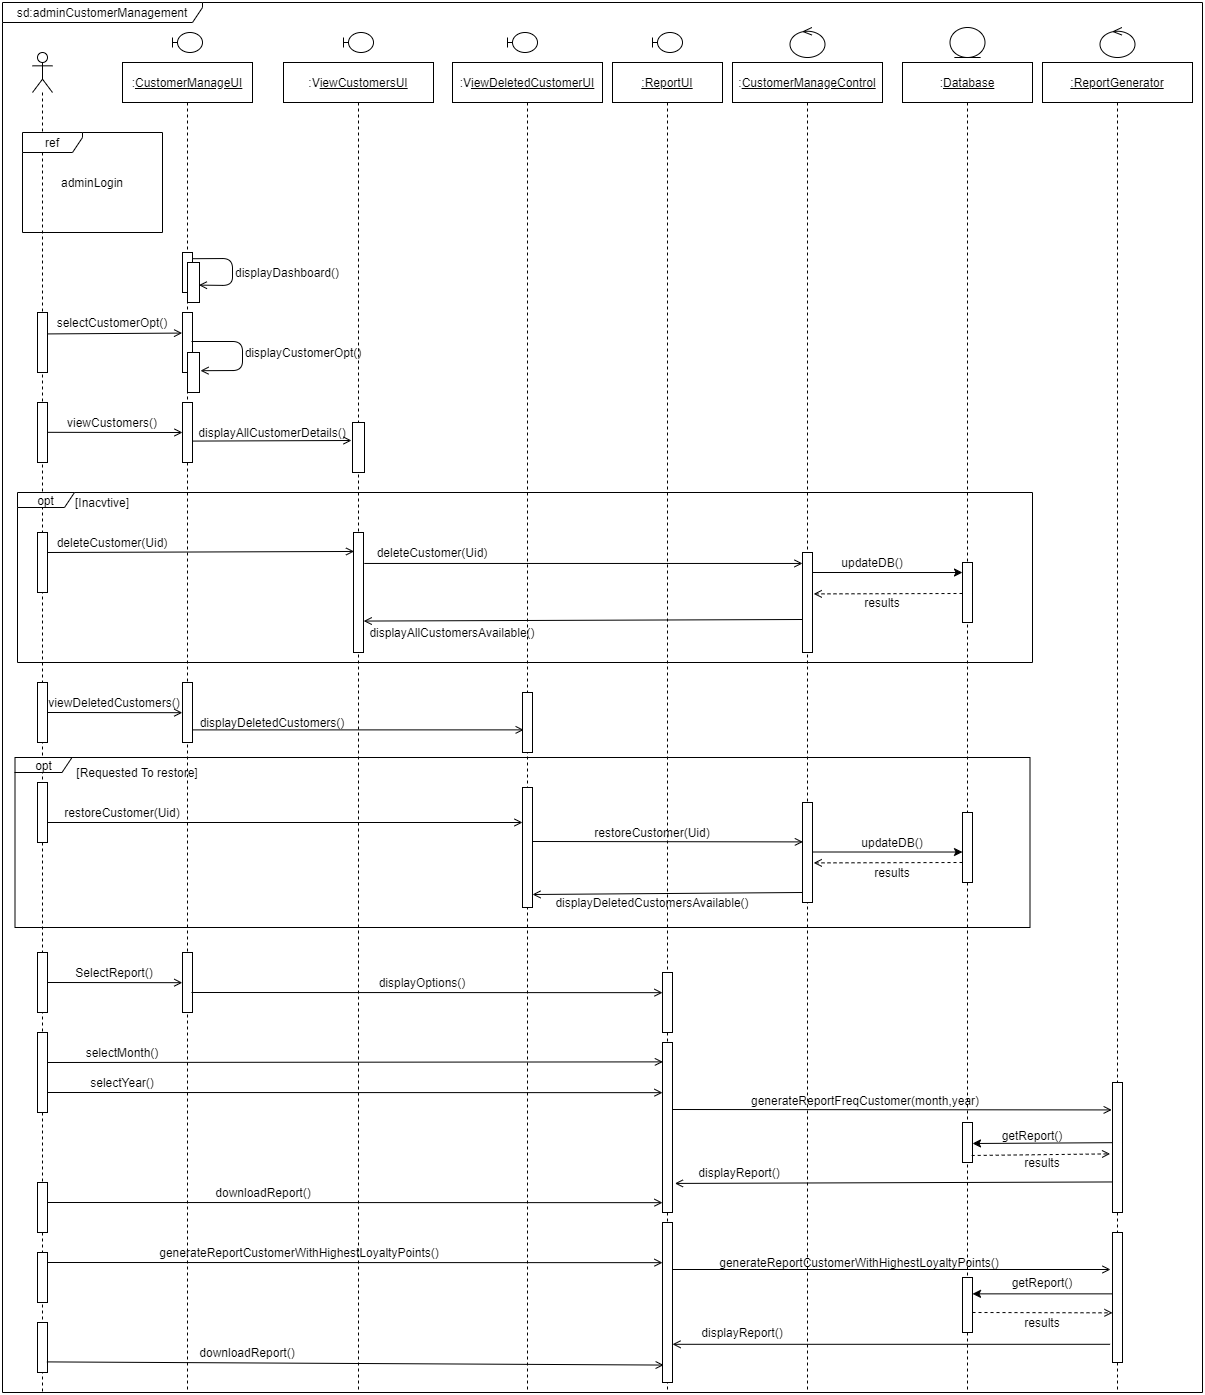 sd:adminCustomerManagement
:CustomerManageUI
:ViewCustomersUI
:ViewDeletedCustomerUI
:ReportUI
:CustomerManageControl
:Database
:ReportGenerator
ref
adminLogin
displayDashboard()
selectCustomerOpt()
displayCustomerOpt()
viewCustomers()
displayAllCustomerDetails()
opt
[Inacvtive]
deleteCustomer(Uid)
deleteCustomer(Uid)
updateDB()
results
displayAllCustomersAvailable()
viewDeletedCustomers()
displayDeletedCustomers()
opt
[Requested To restore]
restoreCustomer(Uid)
restoreCustomer(Uid)
updateDB()
results
displayDeletedCustomersAvailable()
SelectReport()
displayOptions()
selectMonth()
selectYear()
generateReportFreqCustomer(month,year)
getReport()
results
displayReport()
downloadReport()
generateReportCustomerWithHighestLoyaltyPoints()
generateReportCustomerWithHighestLoyaltyPoints()
getReport()
results
displayReport()
downloadReport()